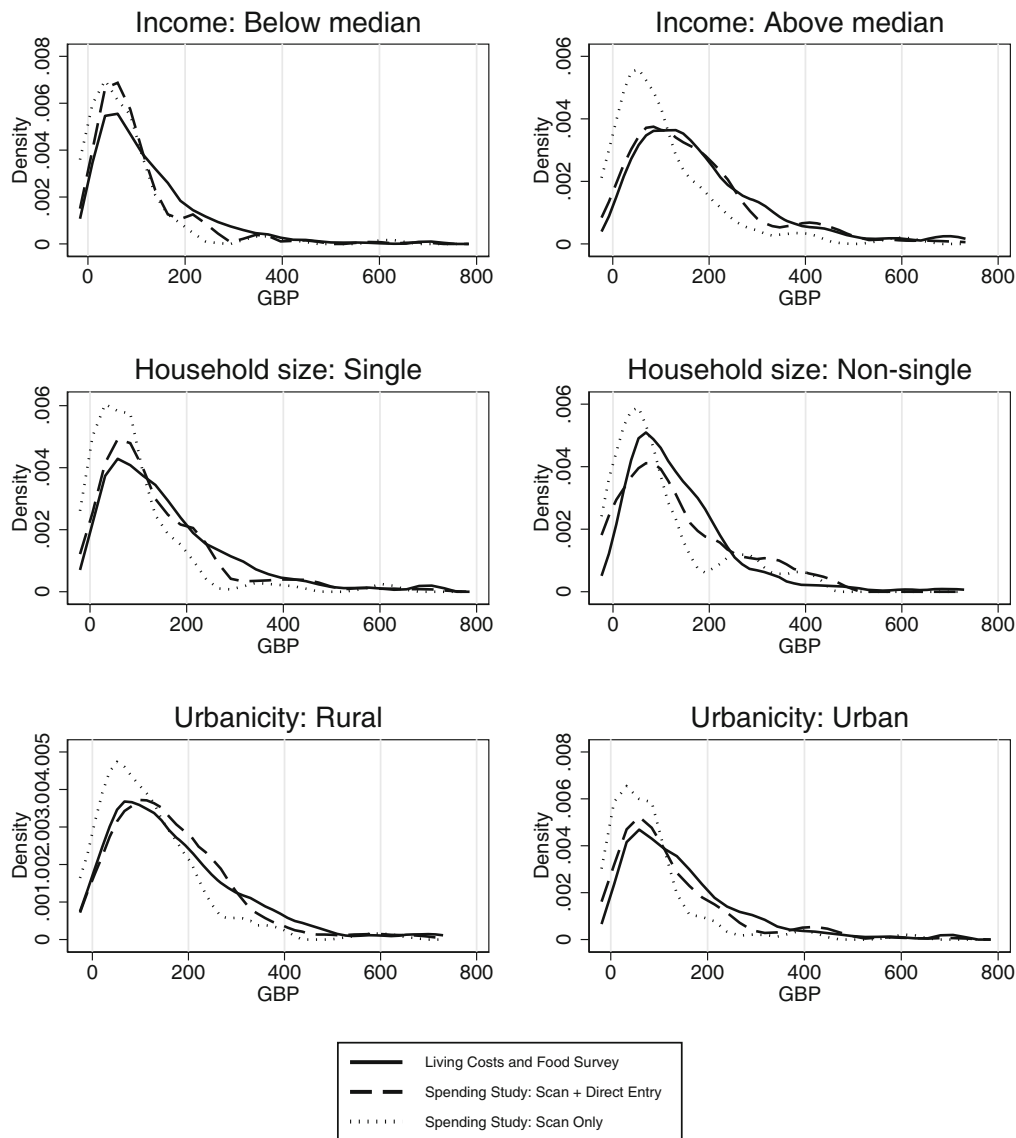 Income: Below median
Income: Above median
Density
0 .002 .004 .006 .008
0 200 400 600 800
GBP
Density
0 .002 .004 .006
0 200 400 600 800
GBP
Household size: Single
Household size: Non-single
Density
0 .002 .004 .006
0 200 400 600 800
GBP
Density
0 .002 .004 .006
0 200 400 600 800
GBP
Urbanicity: Rural
Urbanicity: Urban
Density
0 .001 .002 .003 .004 .005
0 200 400 600 800
GBP
Density
0 .002 .004 .006 .008
0 200 400 600 800
GBP
Living Costs and Food Survey
Spending Study: Scan + Direct Entry
Spending Study: Scan Only